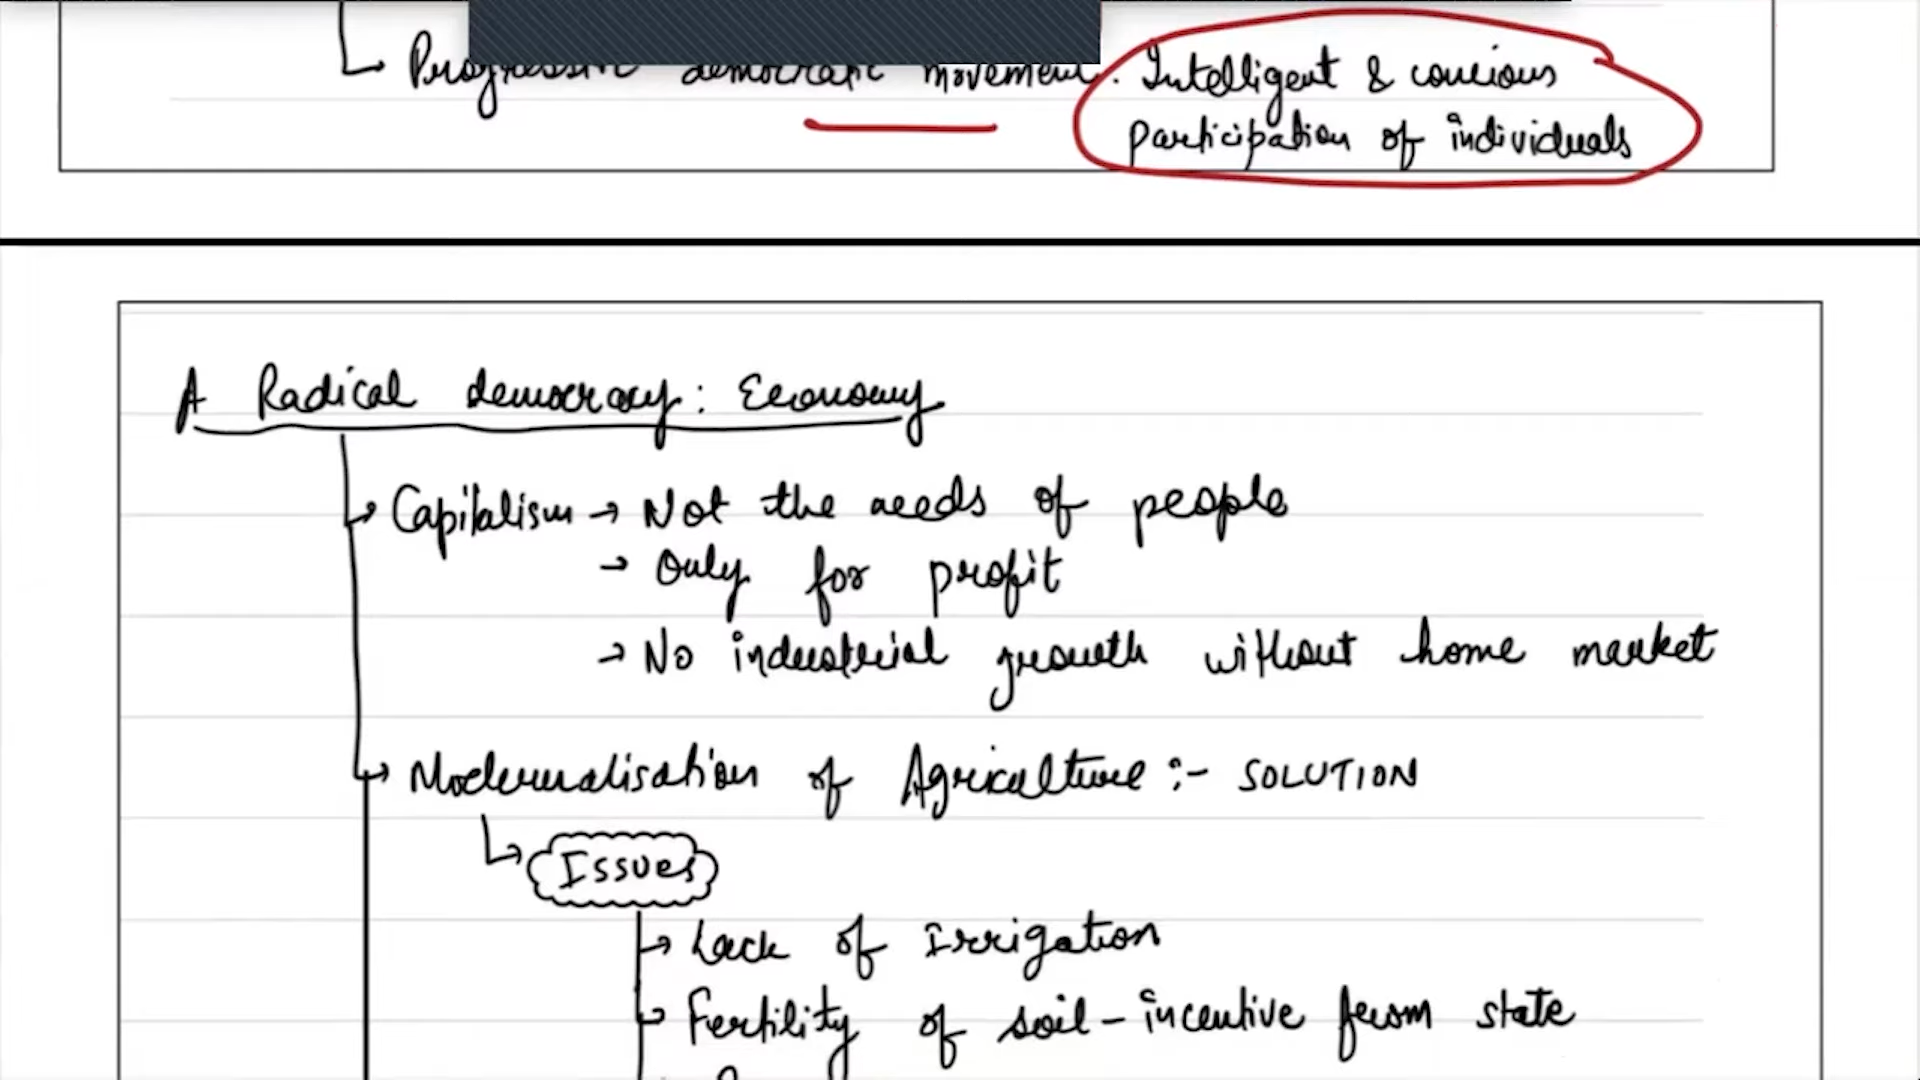 Progressive democratic movement. Intelligent & concious
participation of individuals
A Radical democracy: Economy
Capitalism → Not the needs of people
→ Only for profit
→ No industrial growth without home market
Modernalisation of Agriculture :- SOLUTION
Issues
Lack of Irrigation
Fertility of soil - incentive from state